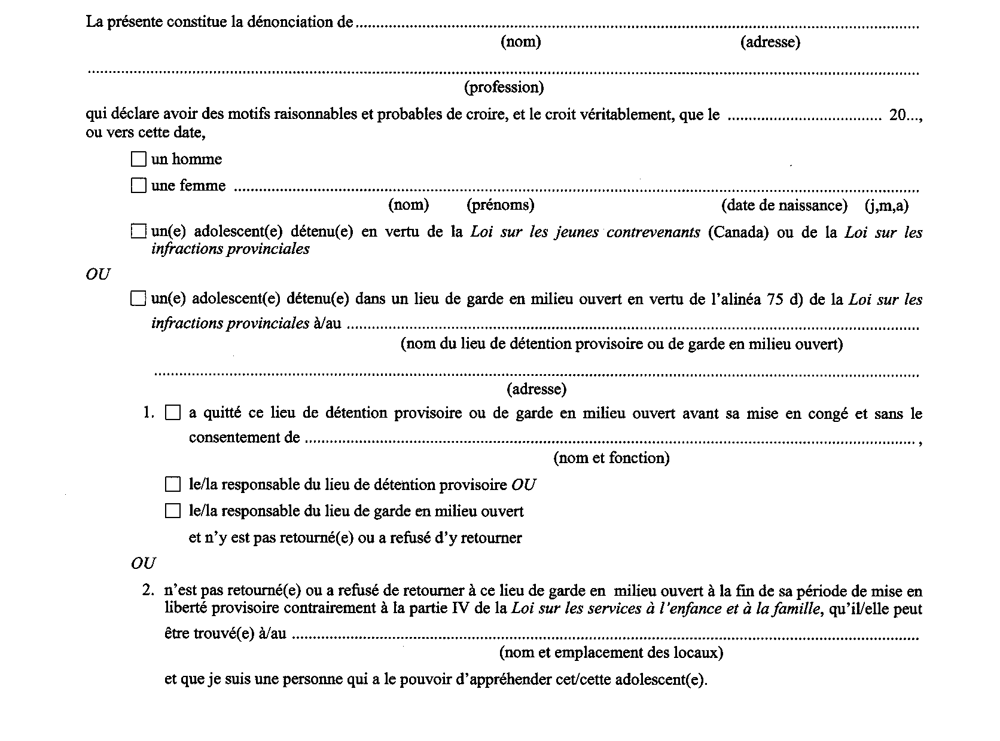 La présente constitue la dénonciation de................................................................
(nom) (adresse)
................................................................
(profession)
qui déclare avoir des motifs raisonnables et probables de croire, et le croit véritablement, que le ..................................... 20...,
ou vers cette date,
☐ un homme
☐ une femme ................................................................
(nom) (prénoms) (date de naissance) (j,m,a)
☐ un(e) adolescent(e) détenu(e) en vertu de la Loi sur les jeunes contrevenants (Canada) ou de la Loi sur les
infractions provinciales
OU
☐ un(e) adolescent(e) détenu(e) dans un lieu de garde en milieu ouvert en vertu de l'alinéa 75 d) de la Loi sur les
infractions provinciales à/au ................................................................
(nom du lieu de détention provisoire ou de garde en milieu ouvert)
................................................................
(adresse)
1. ☐ a quitté ce lieu de détention provisoire ou de garde en milieu ouvert avant sa mise en congé et sans le
consentement de ................................................................ ,
(nom et fonction)
☐ le/la responsable du lieu de détention provisoire OU
☐ le/la responsable du lieu de garde en milieu ouvert
et n'y est pas retourné(e) ou a refusé d'y retourner
OU
2. n'est pas retourné(e) ou a refusé de retourner à ce lieu de garde en milieu ouvert à la fin de sa période de mise en
liberté provisoire contrairement à la partie IV de la Loi sur les services à l'enfance et à la famille, qu'il/elle peut
être trouvé(e) à/au ................................................................
(nom et emplacement des locaux)
et que je suis une personne qui a le pouvoir d'appréhender cet/cette adolescent(e).